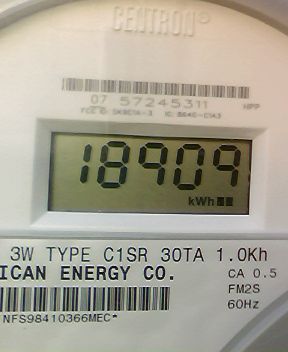 CENTRON®
07 57245311 NPP
18909
kWh
3W TYPE C1SR 30TA 1.0Kh
ICAN ENERGY CO. CA 0.5
FM2S
60Hz
NFS98410366MEC*